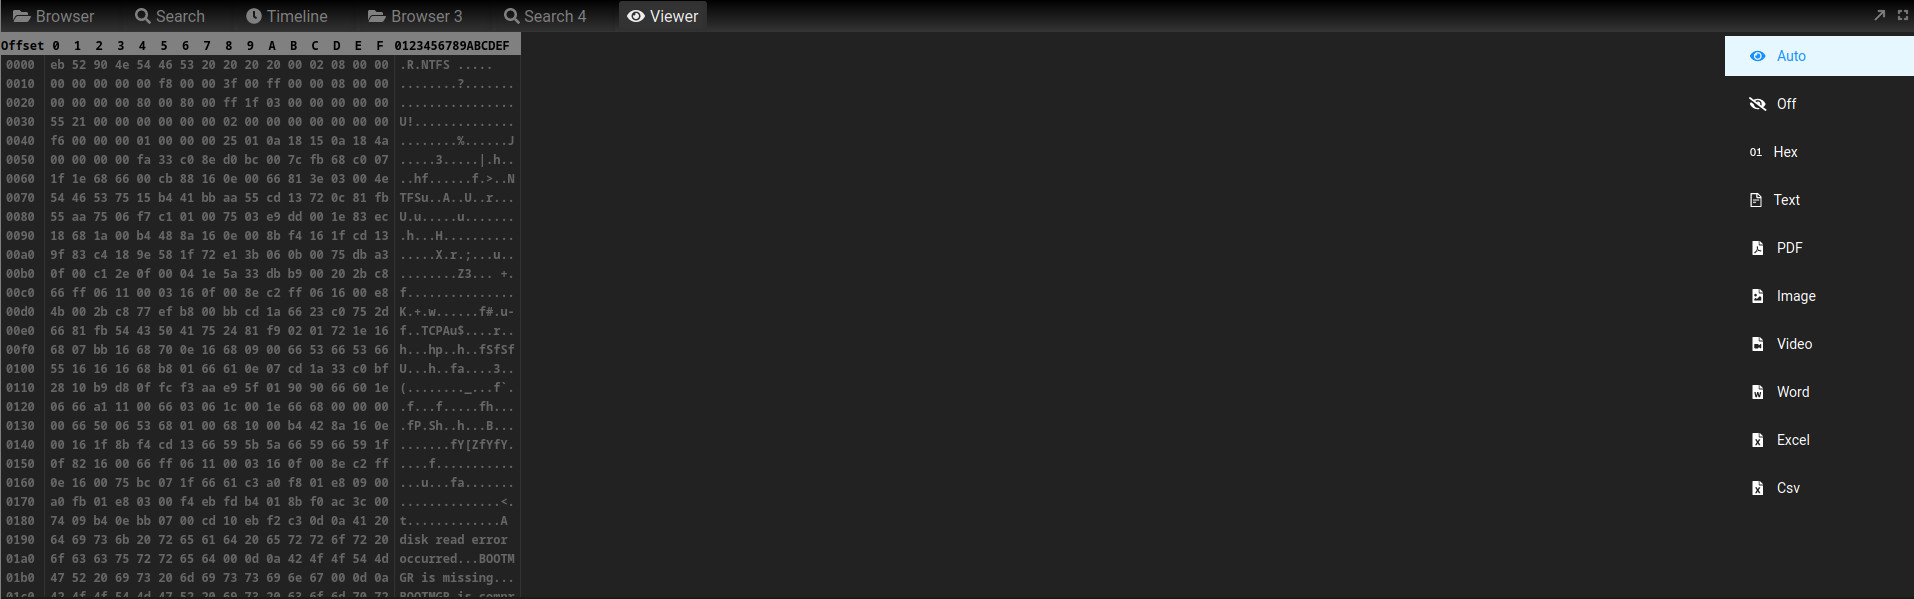 Browser Search Timeline Browser 3 Search 4 Viewer
Offset 0 1 2 3 4 5 6 7 8 9 A B C D E F 0123456789ABCDEF
0000 eb 52 90 4e 54 46 53 20 20 20 20 00 02 08 00 00 .R.NTFS .....
0010 00 00 00 00 00 f8 00 00 3f 00 ff 00 00 08 00 00 ........?.......
0020 00 00 00 00 80 00 80 00 ff 1f 03 00 00 00 00 00 ................
0030 55 21 00 00 00 00 00 00 02 00 00 00 00 00 00 00 U!..............
0040 f6 00 00 00 01 00 00 00 25 01 0a 18 15 0a 18 4a ........%......J
0050 00 00 00 00 fa 33 c0 8e d0 bc 00 7c fb 68 c0 07 .....3.....|.h..
0060 1f 1e 68 66 00 cb 88 16 0e 00 66 81 3e 03 00 4e ..hf......f.>..N
0070 54 46 53 75 15 b4 41 bb aa 55 cd 13 72 0c 81 fb TFSu..A..U..r...
0080 55 aa 75 06 f7 c1 01 00 75 03 e9 dd 00 1e 83 ec U.u.....u.......
0090 18 68 1a 00 b4 48 8a 16 0e 00 8b f4 16 1f cd 13 .h...H..........
00a0 9f 83 c4 18 9e 58 1f 72 e1 3b 06 0b 00 75 db a3 .....X.r.;...u..
00b0 0f 00 c1 2e 0f 00 04 1e 5a 33 db b9 00 20 2b c8 ........Z3... +.
00c0 66 ff 06 11 00 03 16 0f 00 8e c2 ff 06 16 00 e8 f...............
00d0 4b 00 2b c8 77 ef b8 00 bb cd 1a 66 23 c0 75 2d K.+.w......f#.u-
00e0 66 81 fb 54 43 50 41 75 24 81 f9 02 01 72 1e 16 f..TCPAu$....r..
00f0 68 07 bb 16 68 70 0e 16 68 09 00 66 53 66 53 66 h...hp..h..fSfSf
0100 55 16 16 16 68 b8 01 66 61 0e 07 cd 1a 33 c0 bf U...h..fa....3..
0110 28 10 b9 d8 0f fc f3 aa e9 5f 01 90 90 66 60 1e (........_...f`.
0120 06 66 a1 11 00 66 03 06 1c 00 1e 66 68 00 00 00 .f...f.....fh...
0130 00 66 50 06 53 68 01 00 68 10 00 b4 42 8a 16 0e .fP.Sh..h...B...
0140 00 16 1f 8b f4 cd 13 66 59 5b 5a 66 59 66 59 1f .......fY[ZfYfY.
0150 0f 82 16 00 66 ff 06 11 00 03 16 0f 00 8e c2 ff ....f...........
0160 0e 16 00 75 bc 07 1f 66 61 c3 a0 f8 01 e8 09 00 ...u...fa.......
0170 a0 fb 01 e8 03 00 f4 eb fd b4 01 8b f0 ac 3c 00 ..............<.
0180 74 09 b4 0e bb 07 00 cd 10 eb f2 c3 0d 0a 41 20 t.............A
0190 64 69 73 6b 20 72 65 61 64 20 65 72 72 6f 72 20 disk read error
01a0 6f 63 63 75 72 72 65 64 00 0d 0a 42 4f 4f 54 4d occurred...BOOTM
01b0 47 52 20 69 73 20 6d 69 73 73 69 6e 67 00 0d 0a GR is missing...
01c0 42 4f 4f 54 4d 47 52 20 69 73 20 63 6f 6d 70 72 BOOTMGR is compr
Auto
Off
01 Hex
Text
PDF
Image
Video
Word
Excel
Csv